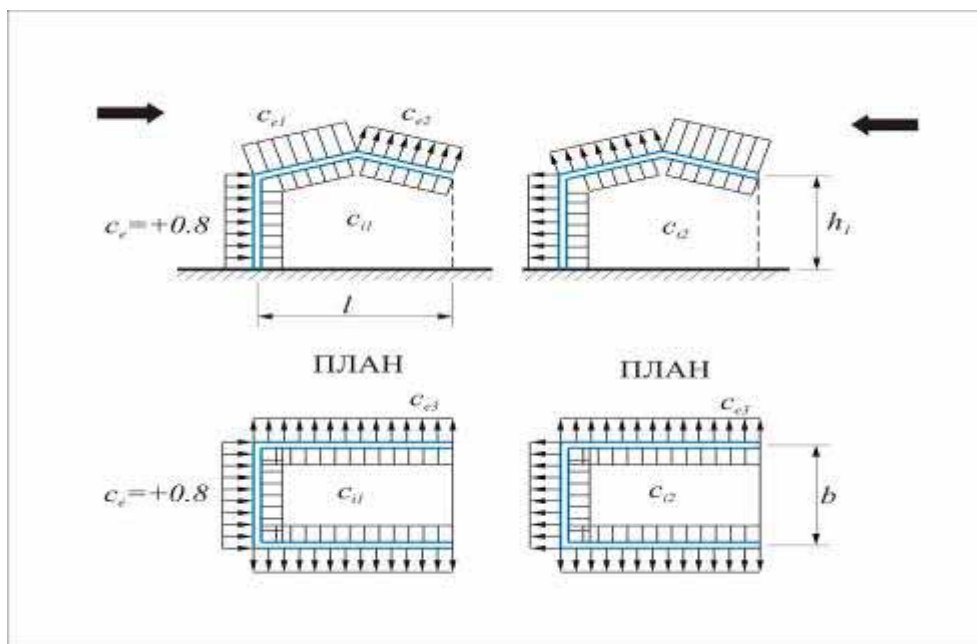 c_e1 c_e2
c_e=+0.8 c_i1 c_i2 h_1
l
ПЛАН ПЛАН
c_e3 c_e3
c_e=+0.8 c_i1 c_i2 b